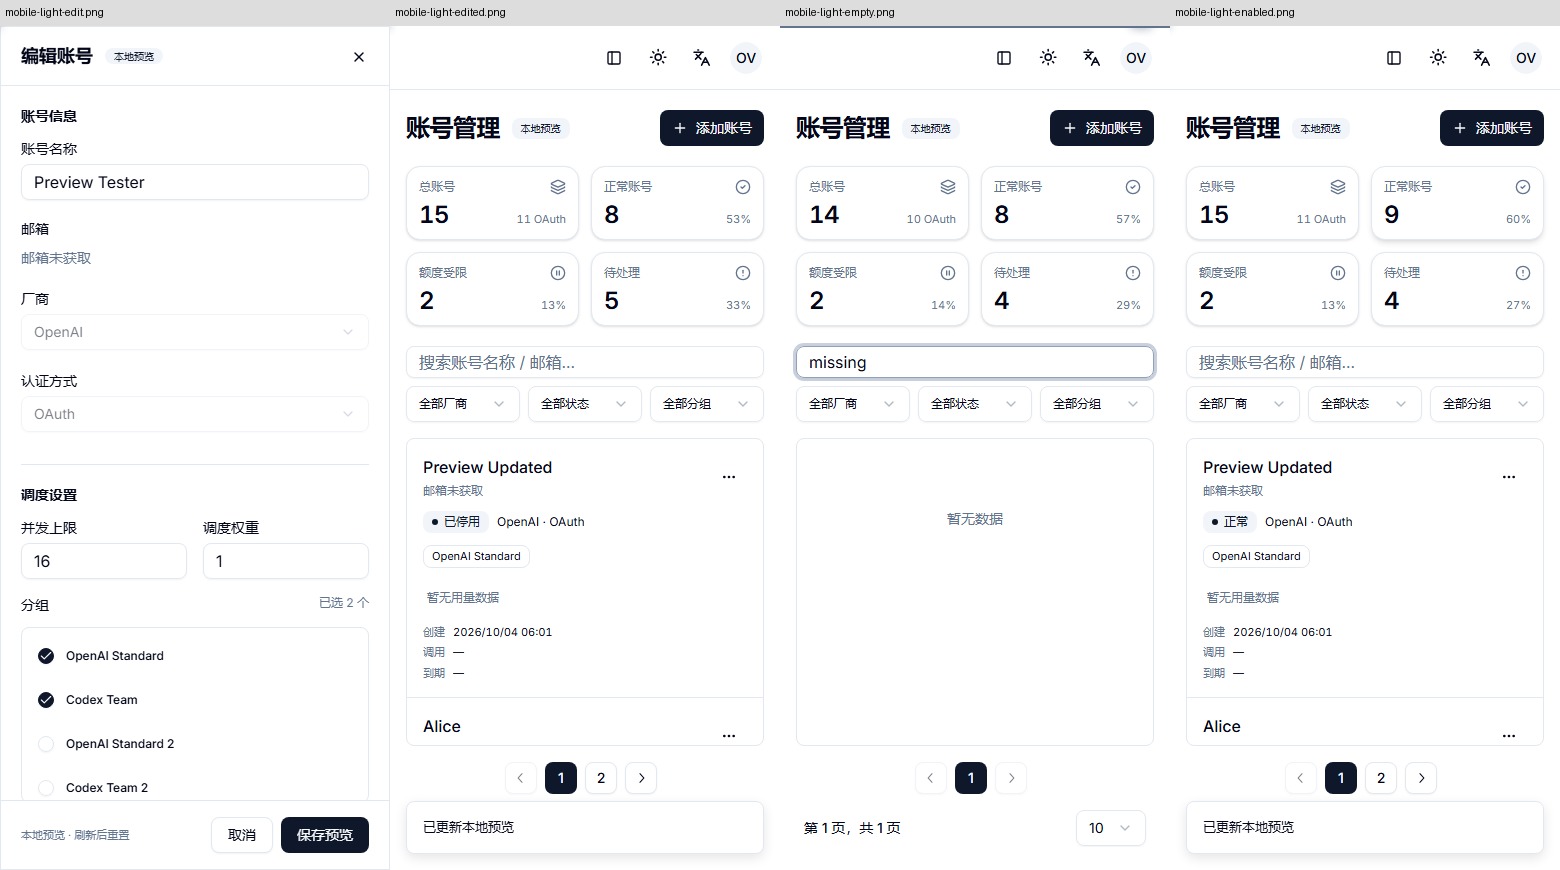 mobile-light-edit.png
编辑账号 本地预览
账号信息
账号名称
Preview Tester
邮箱
邮箱未获取
厂商
OpenAI
认证方式
OAuth
调度设置
并发上限 调度权重
16 1
分组 已选 2 个
OpenAI Standard
Codex Team
OpenAI Standard 2
Codex Team 2
本地预览 · 刷新后重置 取消 保存预览
mobile-light-edited.png
OV
账号管理 本地预览 添加账号
总账号 正常账号
15 11 OAuth 8 53%
额度受限 待处理
2 13% 5 33%
搜索账号名称 / 邮箱...
全部厂商 全部状态 全部分组
Preview Updated
邮箱未获取
已停用 OpenAI · OAuth
OpenAI Standard
暂无用量数据
创建 2026/10/04 06:01
调用 —
到期 —
Alice
1 2
已更新本地预览
mobile-light-empty.png
OV
账号管理 本地预览 添加账号
总账号 正常账号
14 10 OAuth 8 57%
额度受限 待处理
2 14% 4 29%
missing
全部厂商 全部状态 全部分组
暂无数据
1
第 1 页，共 1 页 10
mobile-light-enabled.png
OV
账号管理 本地预览 添加账号
总账号 正常账号
15 11 OAuth 9 60%
额度受限 待处理
2 13% 4 27%
搜索账号名称 / 邮箱...
全部厂商 全部状态 全部分组
Preview Updated
邮箱未获取
正常 OpenAI · OAuth
OpenAI Standard
暂无用量数据
创建 2026/10/04 06:01
调用 —
到期 —
Alice
1 2
已更新本地预览